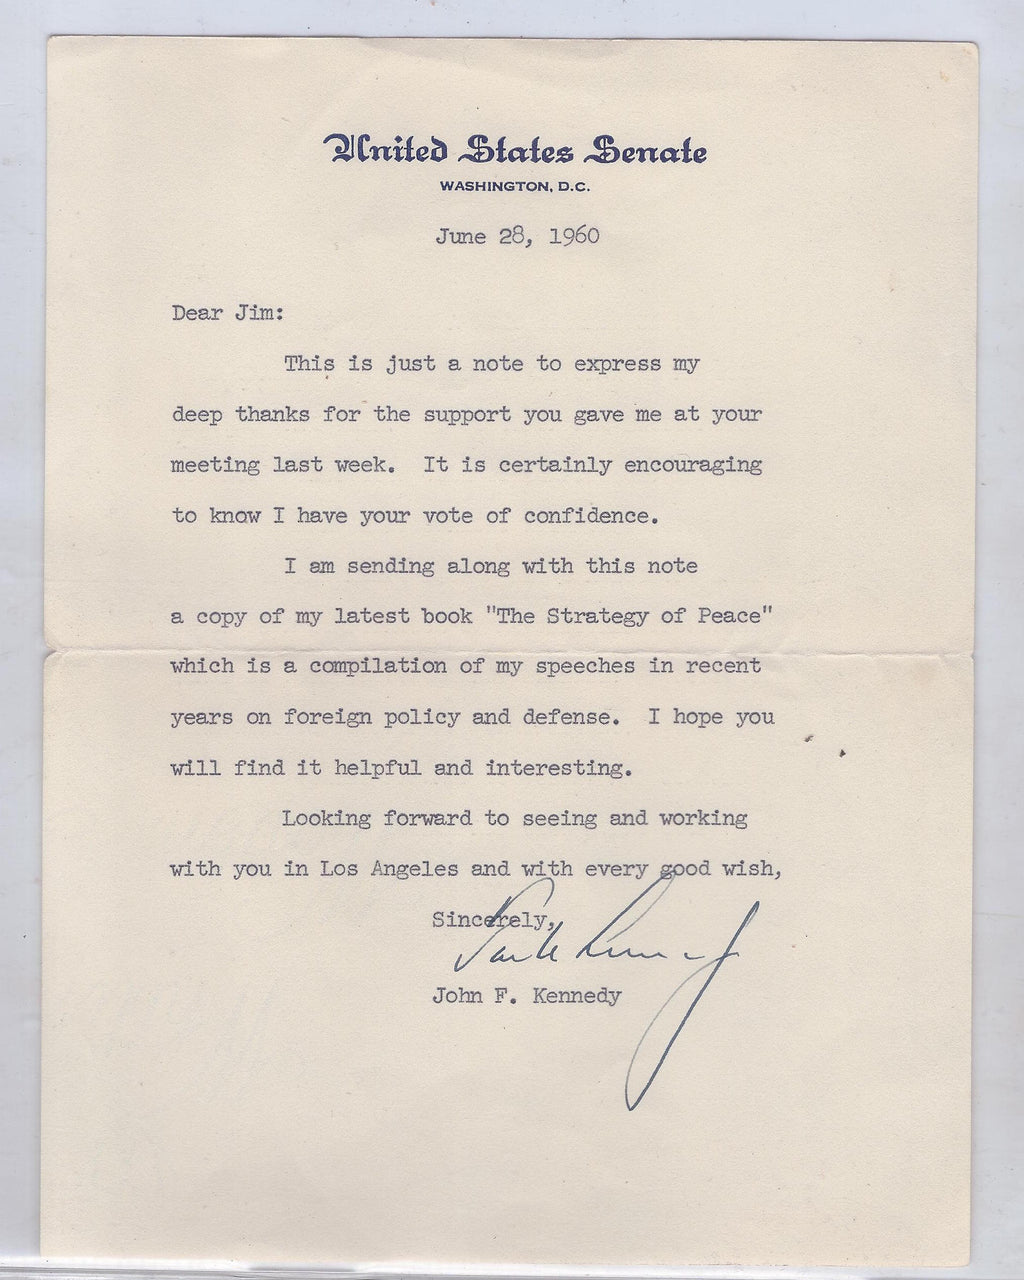 United States Senate
WASHINGTON, D.C.
June 28, 1960
Dear Jim:
This is just a note to express my
deep thanks for the support you gave me at your
meeting last week. It is certainly encouraging
to know I have your vote of confidence.
I am sending along with this note
a copy of my latest book "The Strategy of Peace"
which is a compilation of my speeches in recent
years on foreign policy and defense. I hope you
will find it helpful and interesting.
Looking forward to seeing and working
with you in Los Angeles and with every good wish,
Sincerely,
Jack Kennedy
John F. Kennedy